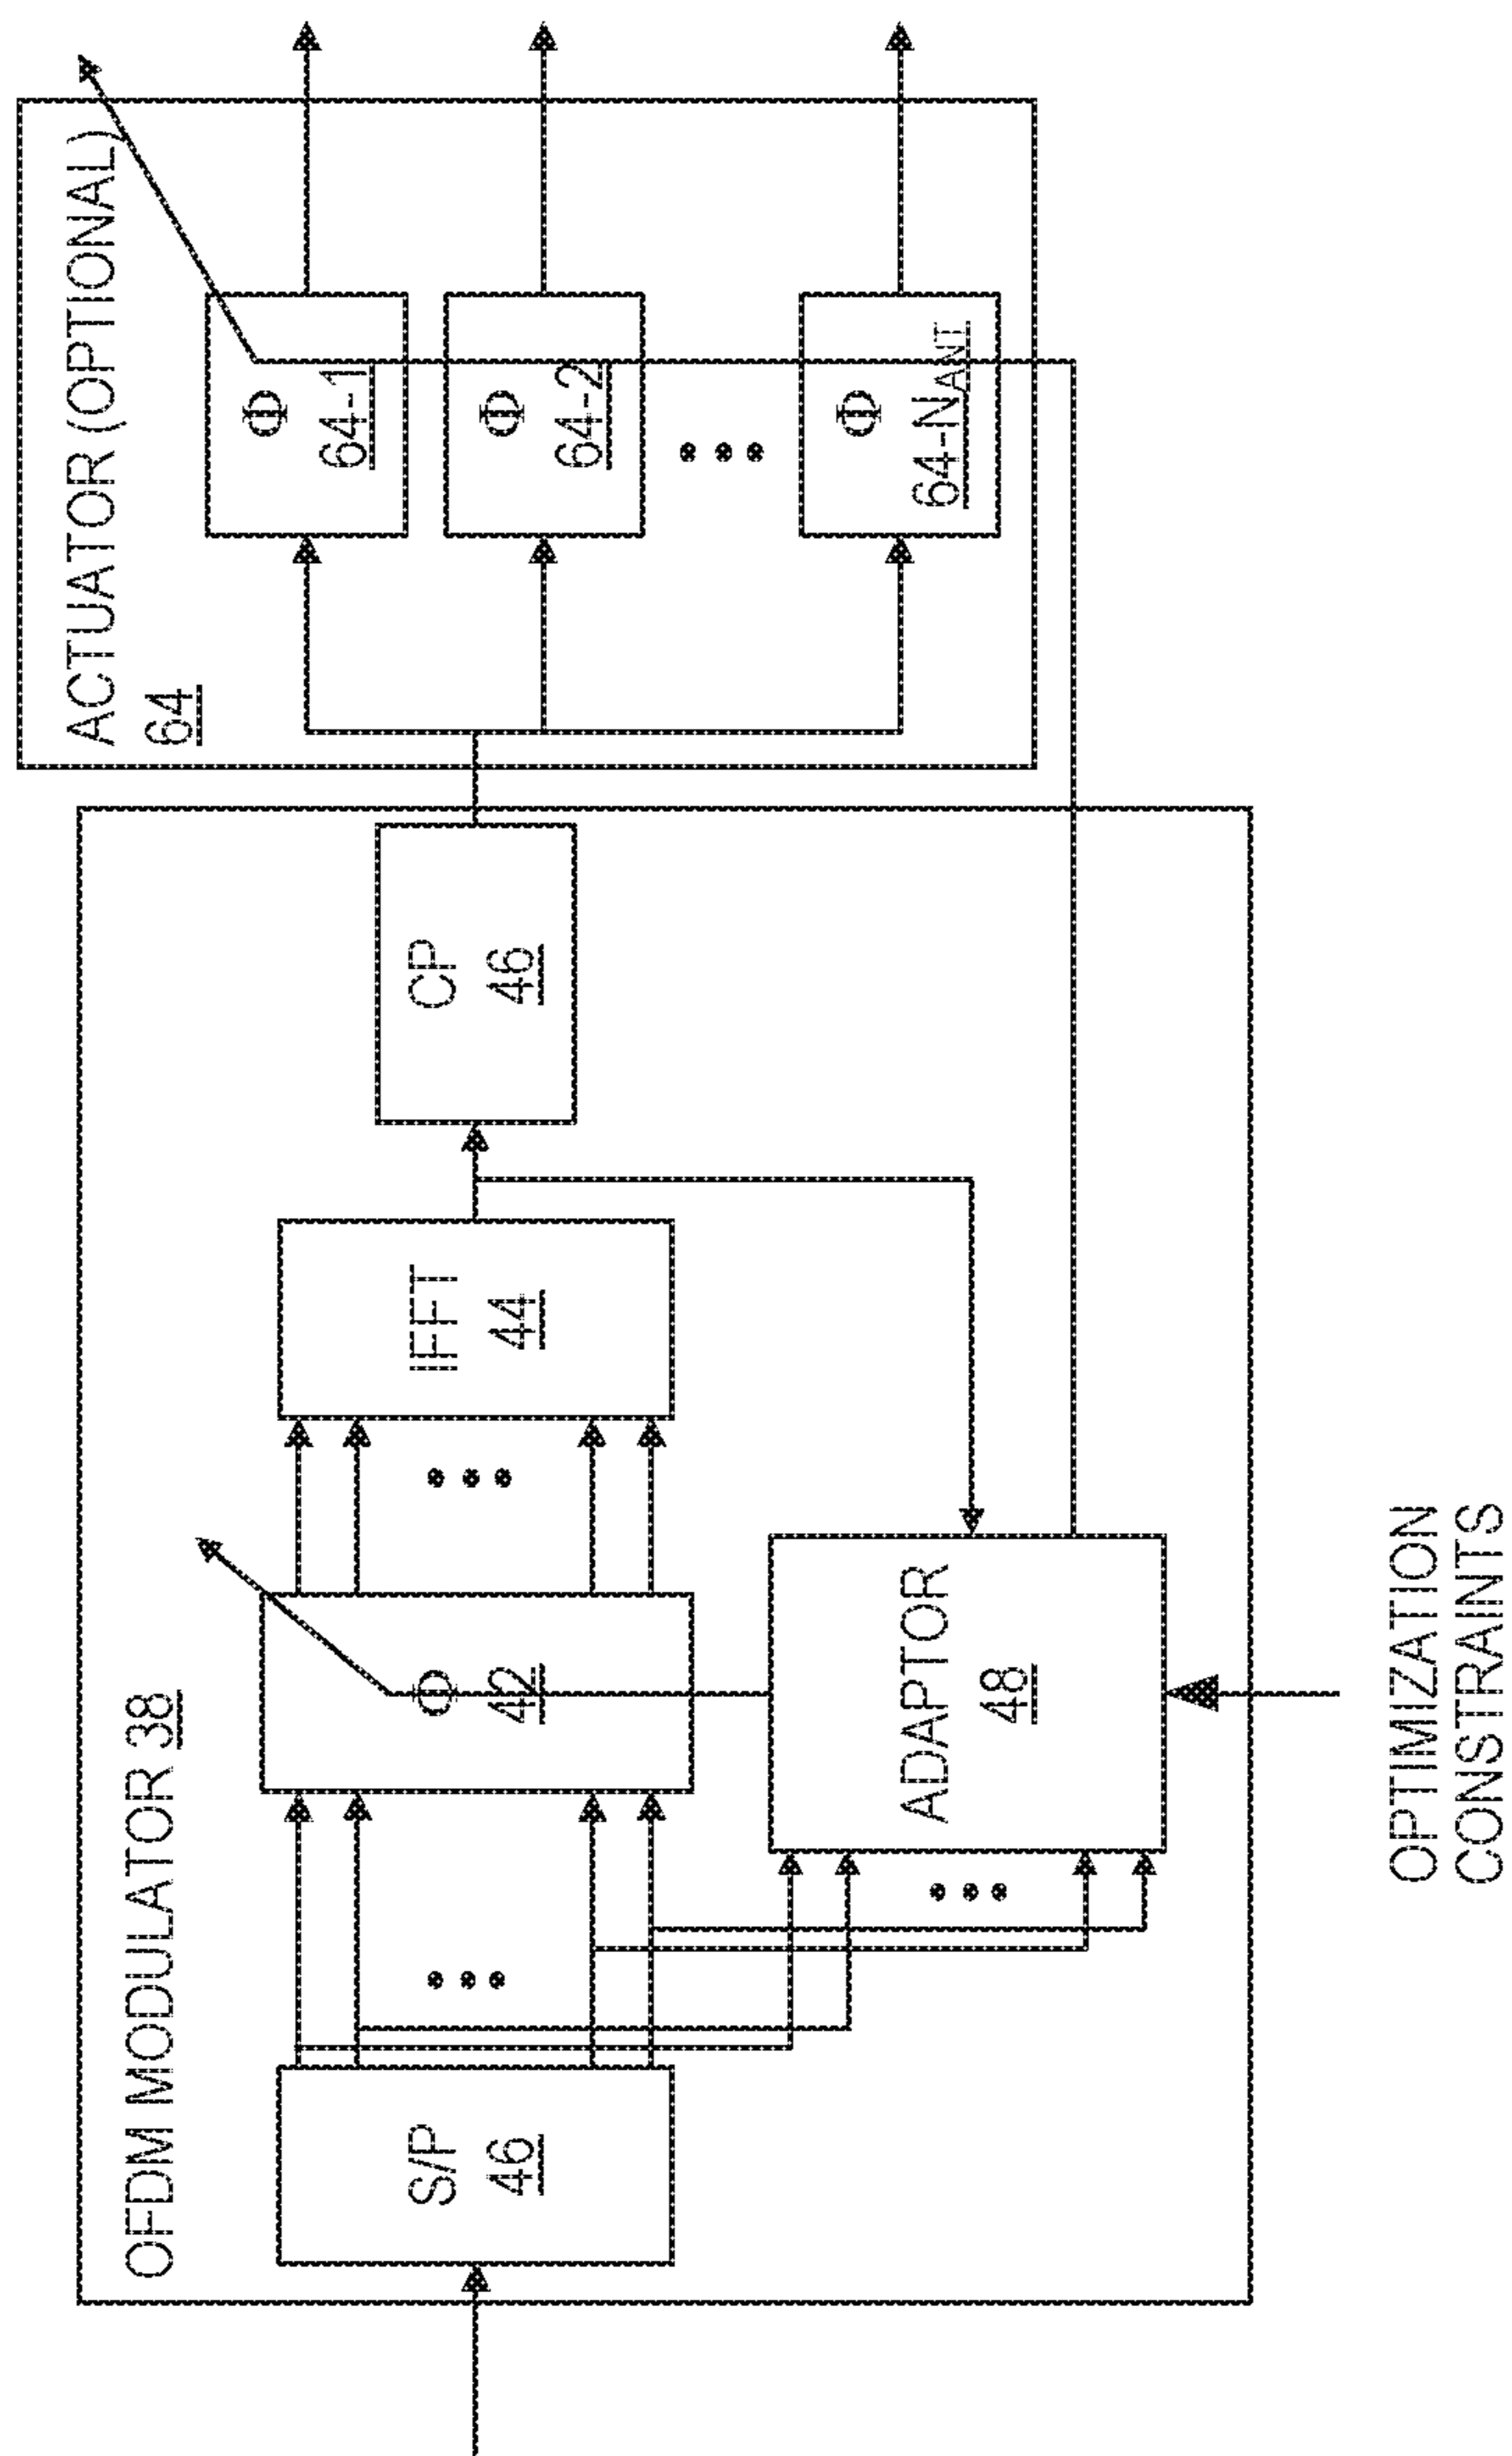 OFDM MODULATOR 38
S/P
46
Φ
42
IFFT
44
CP
46
ADAPTOR
48
OPTIMIZATION
CONSTRAINTS
ACTUATOR (OPTIONAL)
64
Φ
64-1
Φ
64-2
Φ
64-NANT